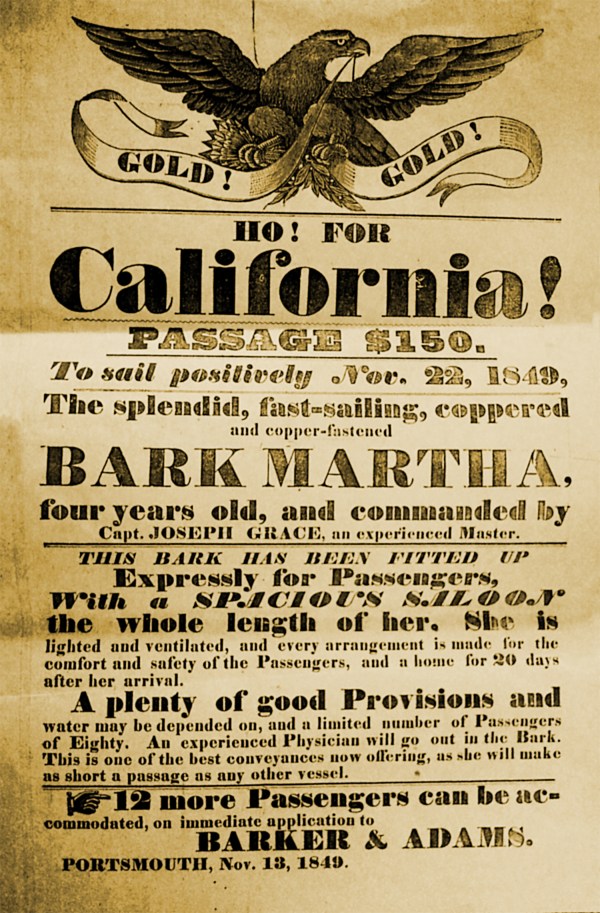 GOLD! GOLD!
HO! FOR
California!
PASSAGE $150.
To sail positively Nov. 22, 1849,
The splendid, fast-sailing, coppered
and copper-fastened
BARK MARTHA,
four years old, and commanded by
Capt. JOSEPH GRACE, an experienced Master.
THIS BARK HAS BEEN FITTED UP
Expressly for Passengers,
With a SPACIOUS SALOON
the whole length of her. She is
lighted and ventilated, and every arrangement is made for the
comfort and safety of the Passengers, and a home for 20 days
after her arrival.
A plenty of good Provisions and
water may be depended on, and a limited number of Passengers
of Eighty. An experienced Physician will go out in the Bark.
This is one of the best conveyances now offering, as she will make
as short a passage as any other vessel.
12 more Passengers can be ac-
commodated, on immediate application to
BARKER & ADAMS.
PORTSMOUTH, Nov. 13, 1849.